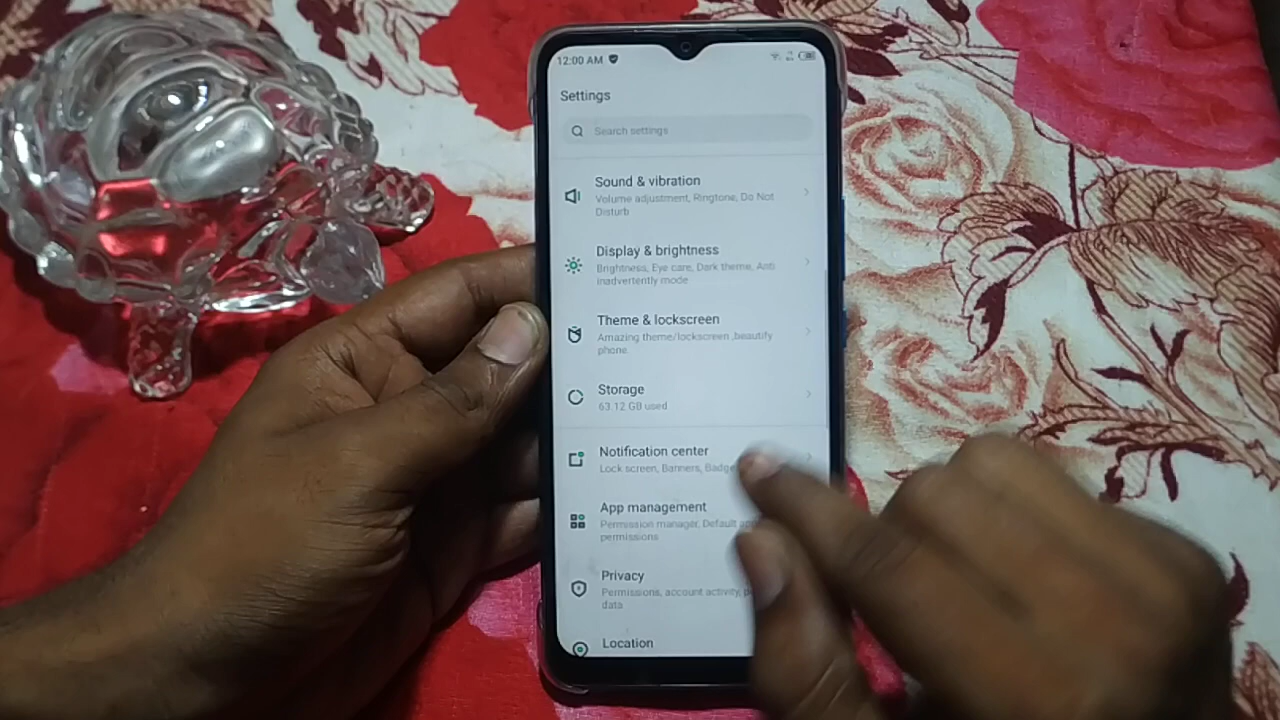 12:00 AM
Settings
Search settings
Sound & vibration
Volume adjustment, Ringtone, Do Not
Disturb
Display & brightness
Brightness, Eye care, Dark theme, Anti
inadvertently mode
Theme & lockscreen
Amazing theme/lockscreen ,beautify
phone
Storage
63.12 GB used
Notification center
Lock screen, Banners,
App management
Permission manager, Default
permissions
Privacy
Permissions, account activity,
data
Location